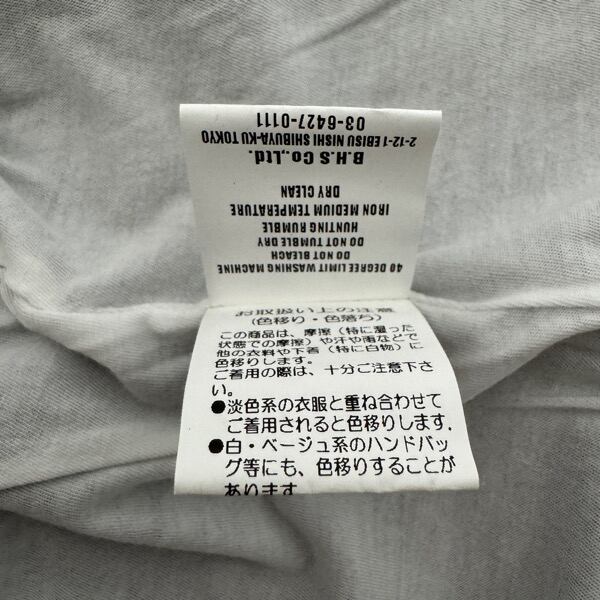 40 DEGREE LIMIT WASHING MACHINE
DO NOT BLEACH
DO NOT TUMBLE DRY
HUNTING RUMBLE
IRON MEDIUM TEMPERATURE
DRY CLEAN
B.H.S Co.,Ltd.
2-12-1 EBISU NISHI SHIBUYA-KU TOKYO
03-6427-0111
お取扱い上の注意
(色移り・色落ち)
この商品は、摩擦（特に湿った
状態での摩擦）や汗や雨などで
他の衣料や下着（特に白物）に
色移りします。
ご着用の際は、十分ご注意下さ
い。
●淡色系の衣服と重ね合わせて
ご着用されると色移りします．
●白・ベージュ系のハンドバッ
グ等にも、色移りすることが
あります